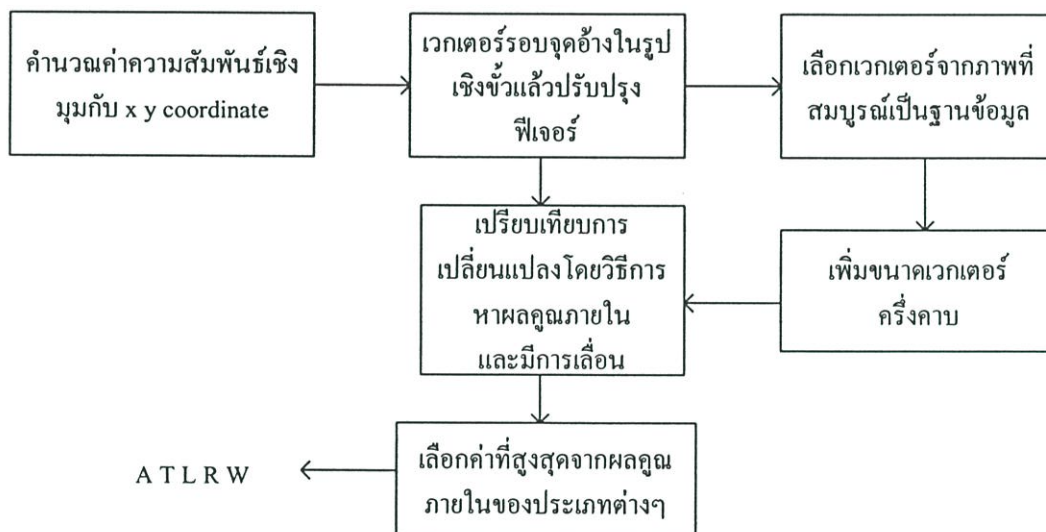 คำนวณค่าความสัมพันธ์เชิง
มุมกับ x y coordinate
เวกเตอร์รอบจุดอ้างในรูป
เชิงขั้วแล้วปรับปรุง
ฟีเจอร์
เลือกเวกเตอร์จากภาพที่
สมบูรณ์เป็นฐานข้อมูล
เปรียบเทียบการ
เปลี่ยนแปลงโดยวิธีการ
หาผลคูณภายใน
และมีการเลื่อน
เพิ่มขนาดเวกเตอร์
ครึ่งคาบ
เลือกค่าที่สูงสุดจากผลคูณ
ภายในของประเภทต่างๆ
A T L R W